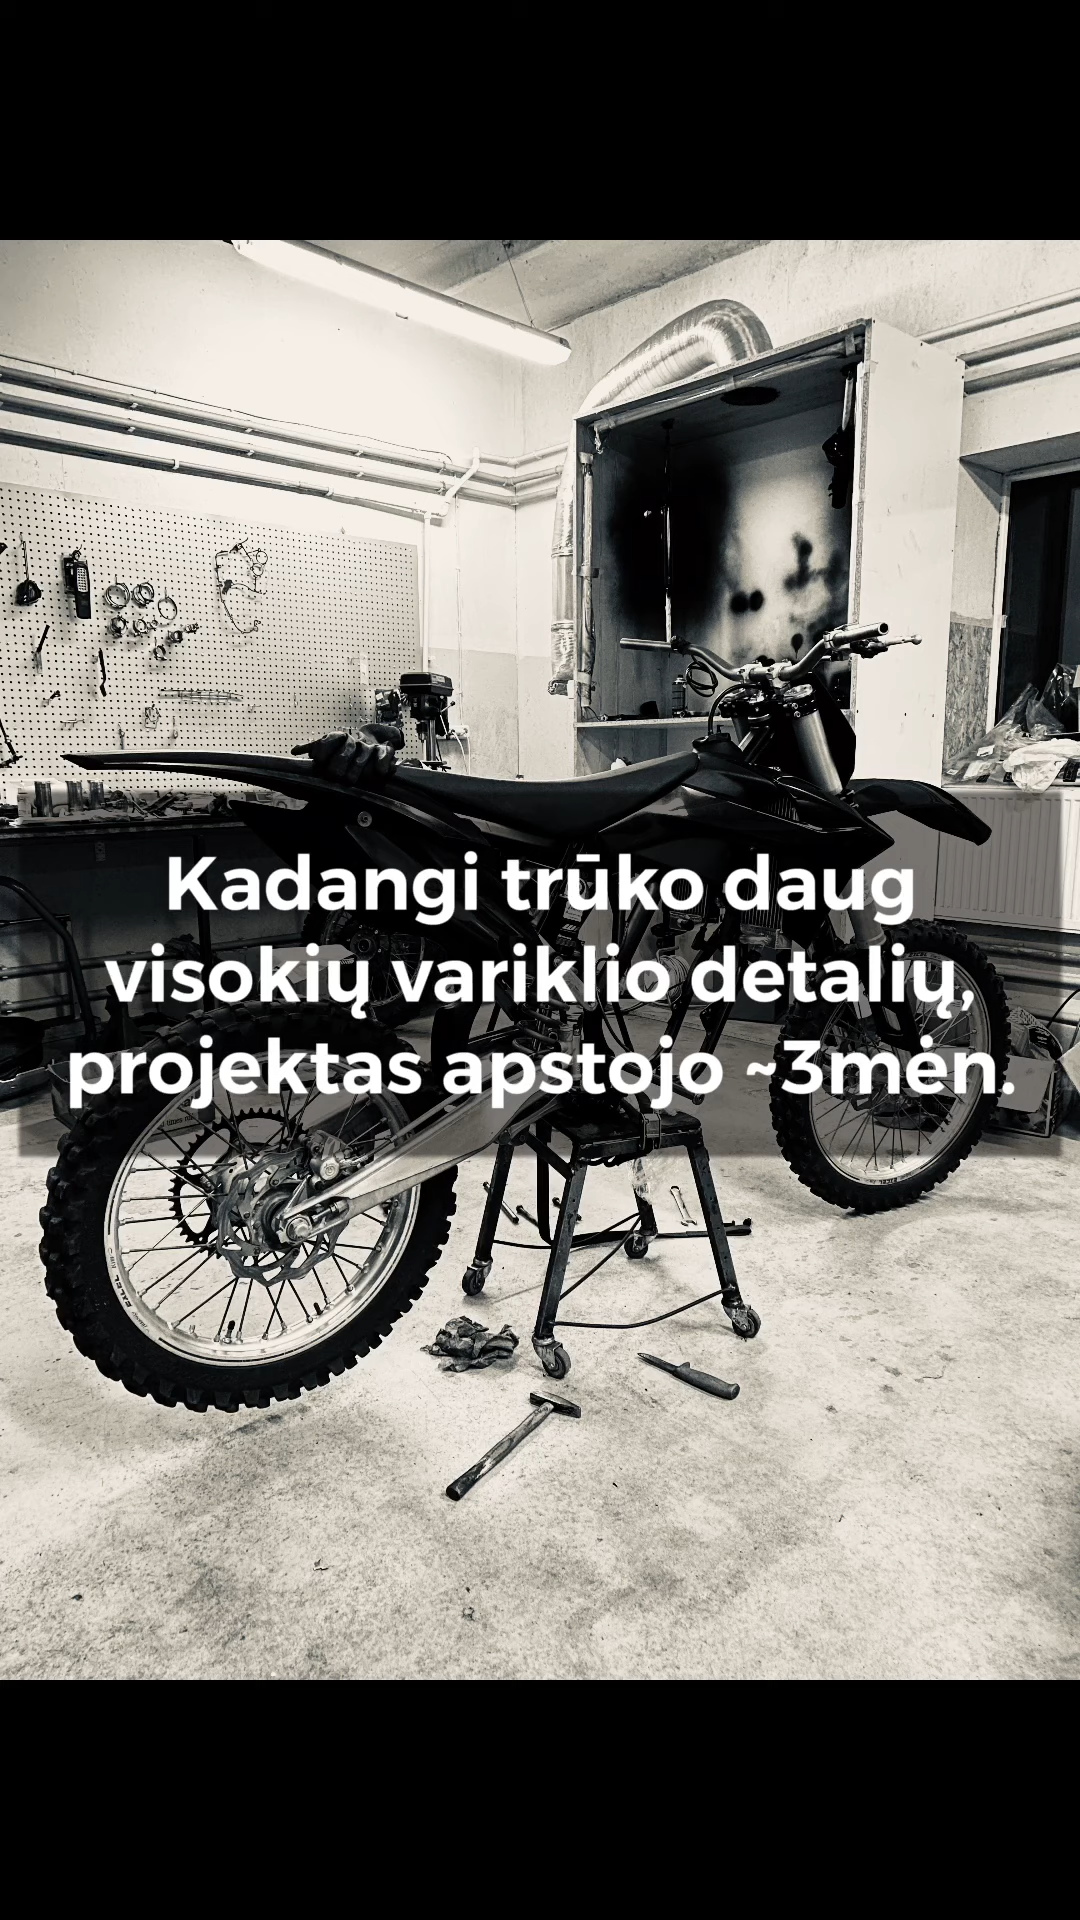 Kadangi trūko daug
visokių variklio detalių,
projektas apstojo ~3mėn.